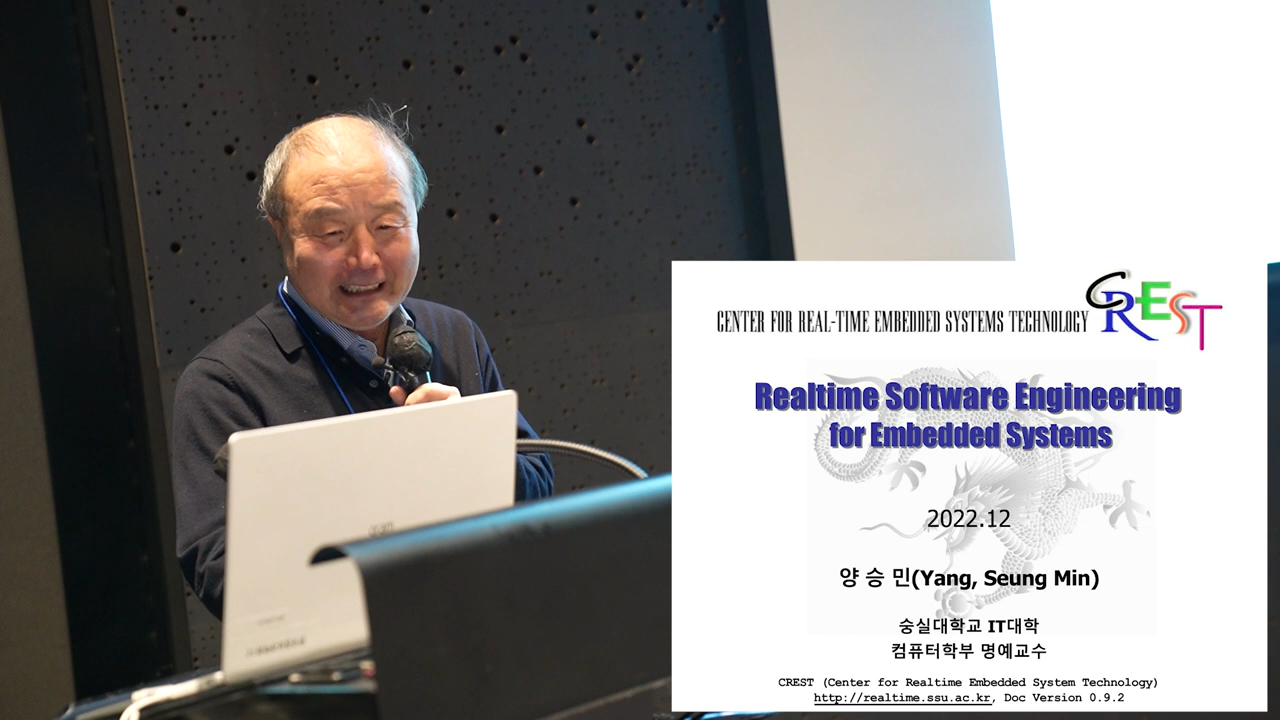 CENTER FOR REAL-TIME EMBEDDED SYSTEMS TECHNOLOGY CREST
Realtime Software Engineering
for Embedded Systems
2022.12
양 승 민(Yang, Seung Min)
숭실대학교 IT대학
컴퓨터학부 명예교수
CREST (Center for Realtime Embedded System Technology)
http://realtime.ssu.ac.kr, Doc Version 0.9.2
gram